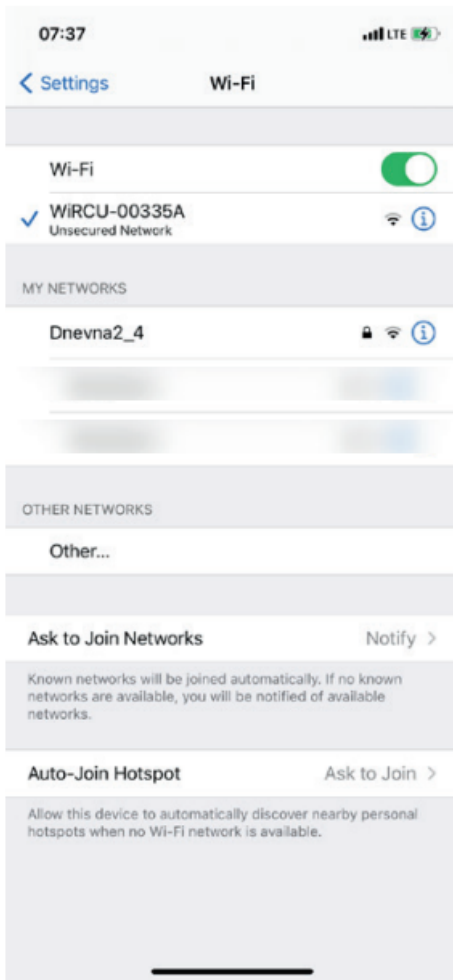 07:37 LTE
Settings Wi-Fi
Wi-Fi
WiRCU-00335A
Unsecured Network
MY NETWORKS
Dnevna2_4
OTHER NETWORKS
Other...
Ask to Join Networks Notify
Known networks will be joined automatically. If no known
networks are available, you will be notified of available
networks.
Auto-Join Hotspot Ask to Join
Allow this device to automatically discover nearby personal
hotspots when no Wi-Fi network is available.